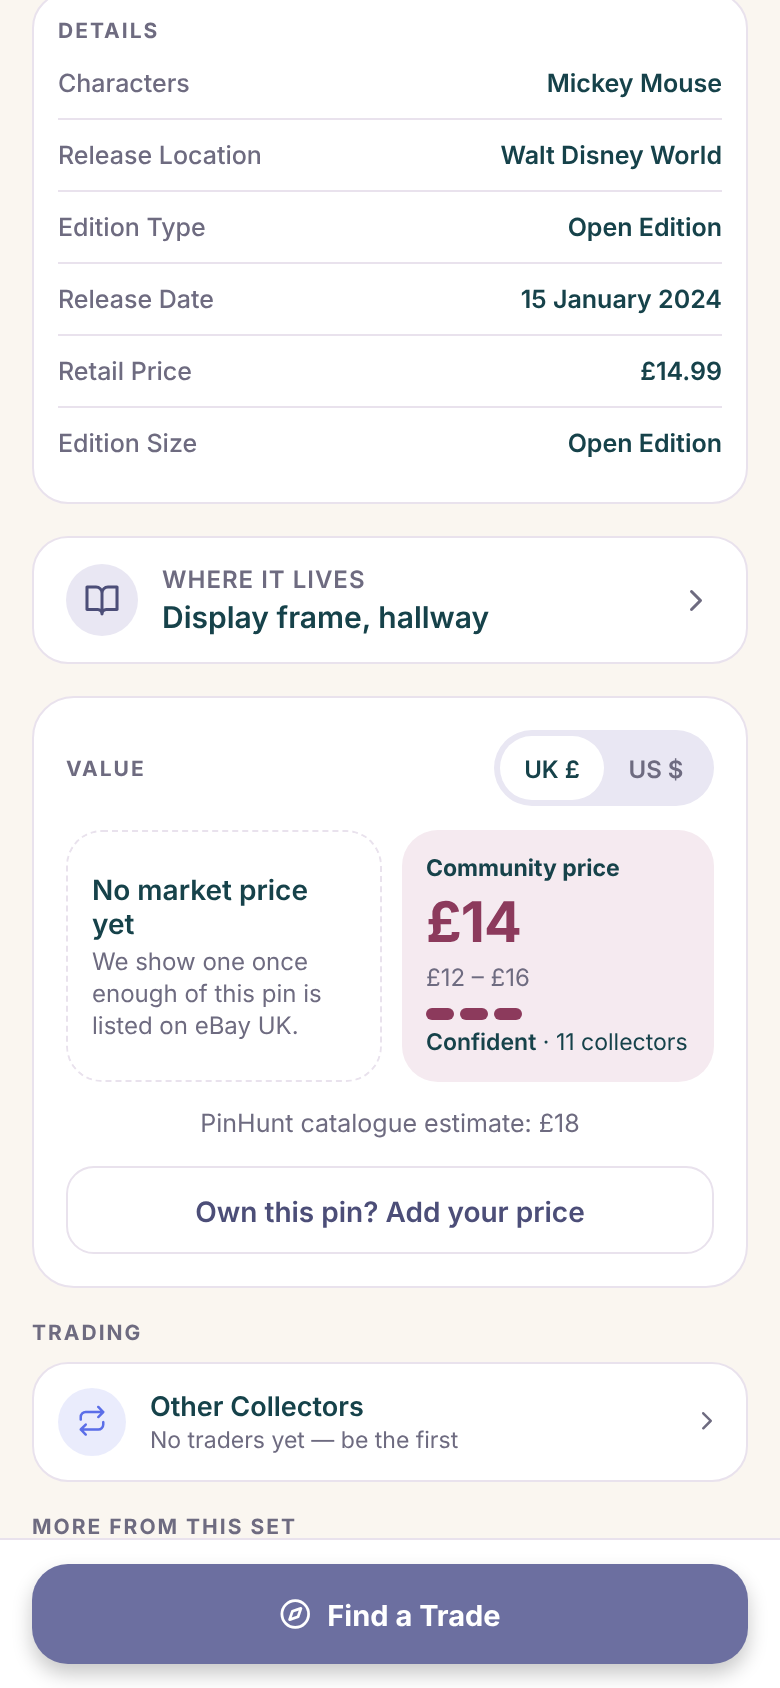 DETAILS
Characters Mickey Mouse
Release Location Walt Disney World
Edition Type Open Edition
Release Date 15 January 2024
Retail Price £14.99
Edition Size Open Edition
WHERE IT LIVES
Display frame, hallway
VALUE UK £ US $
No market price
yet
We show one once
enough of this pin is
listed on eBay UK.
Community price
£14
£12 – £16
Confident · 11 collectors
PinHunt catalogue estimate: £18
Own this pin? Add your price
TRADING
Other Collectors
No traders yet — be the first
MORE FROM THIS SET
Find a Trade